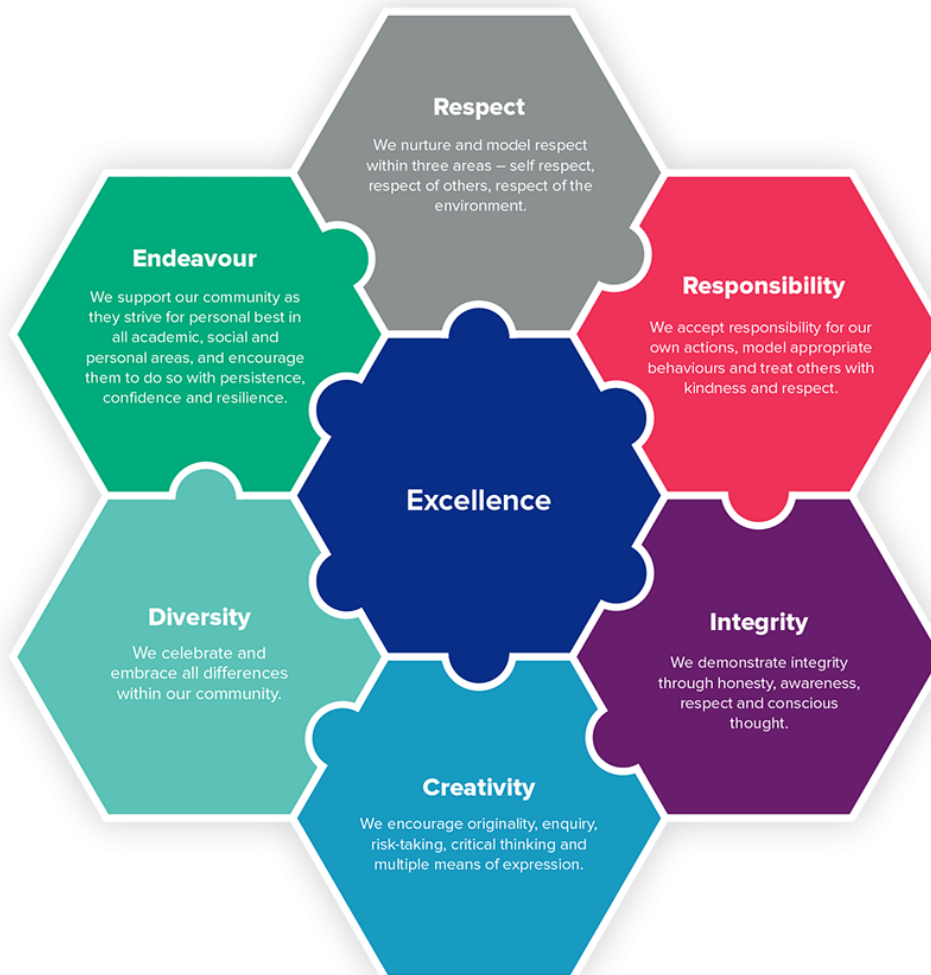 Respect
We nurture and model respect
within three areas – self respect,
respect of others, respect of the
environment.
Endeavour
We support our community as
they strive for personal best in
all academic, social and
personal areas, and encourage
them to do so with persistence,
confidence and resilience.
Responsibility
We accept responsibility for our
own actions, model appropriate
behaviours and treat others with
kindness and respect.
Excellence
Diversity
We celebrate and
embrace all differences
within our community.
Integrity
We demonstrate integrity
through honesty, awareness,
respect and conscious
thought.
Creativity
We encourage originality, enquiry,
risk-taking, critical thinking and
multiple means of expression.